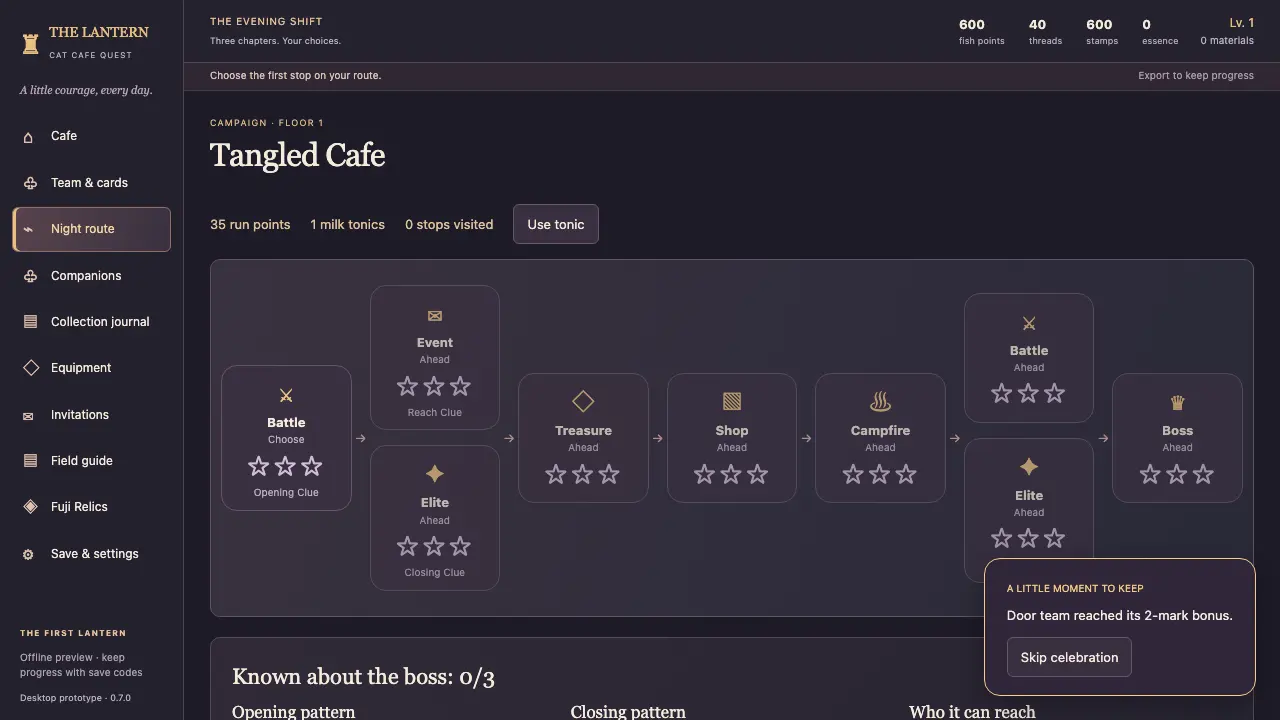 THE LANTERN
CAT CAFE QUEST
A little courage, every day.
Cafe
Team & cards
Night route
Companions
Collection journal
Equipment
Invitations
Field guide
Fuji Relics
Save & settings
THE FIRST LANTERN
Offline preview · keep
progress with save codes
Desktop prototype · 0.7.0
THE EVENING SHIFT
Three chapters. Your choices.
600
fish points
40
threads
600
stamps
0
essence
Lv. 1
0 materials
Choose the first stop on your route.
Export to keep progress
CAMPAIGN · FLOOR 1
Tangled Cafe
35 run points
1 milk tonics
0 stops visited
Use tonic
Battle
Choose
Opening Clue
→
Event
Ahead
Reach Clue
Elite
Ahead
Closing Clue
→
Treasure
Ahead
→
Shop
Ahead
→
Campfire
Ahead
→
Battle
Ahead
Elite
Ahead
→
Boss
Ahead
A LITTLE MOMENT TO KEEP
Door team reached its 2-mark bonus.
Skip celebration
Known about the boss: 0/3
Opening pattern
Closing pattern
Who it can reach